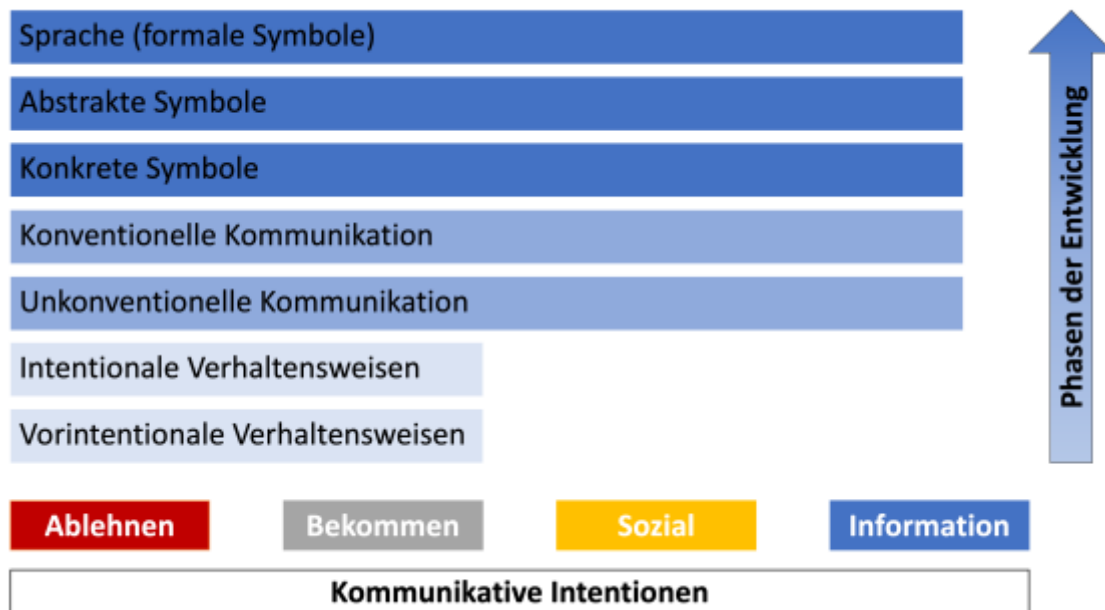 Sprache (formale Symbole)
Abstrakte Symbole
Konkrete Symbole
Konventionelle Kommunikation
Unkonventionelle Kommunikation
Intentionale Verhaltensweisen
Vorintentionale Verhaltensweisen
Phasen der Entwicklung
Ablehnen
Bekommen
Sozial
Information
Kommunikative Intentionen